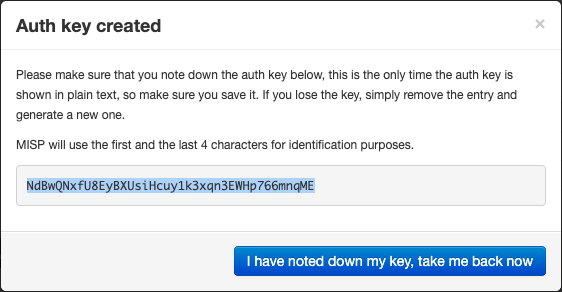 Auth key created
×
Please make sure that you note down the auth key below, this is the only time the auth key is
shown in plain text, so make sure you save it. If you lose the key, simply remove the entry and
generate a new one.
MISP will use the first and the last 4 characters for identification purposes.
NdBwQNxfU8EyBXUsiHcuy1k3xqn3EWHp766mnqME
I have noted down my key, take me back now